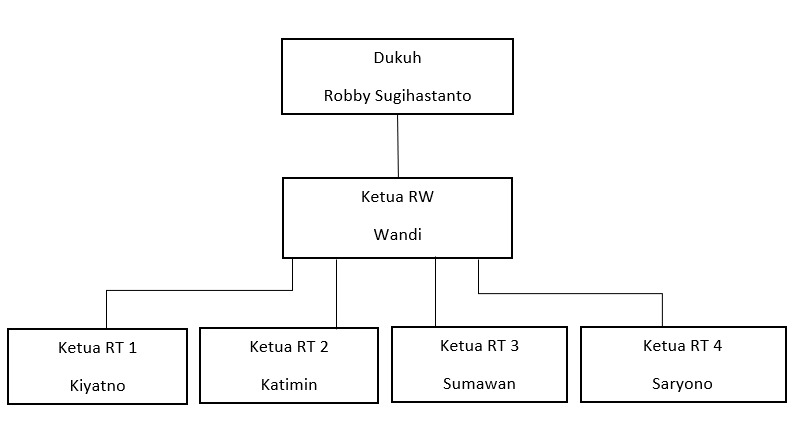 Dukuh
Robby Sugihastanto
Ketua RW
Wandi
Ketua RT 1
Kiyatno
Ketua RT 2
Katimin
Ketua RT 3
Sumawan
Ketua RT 4
Saryono